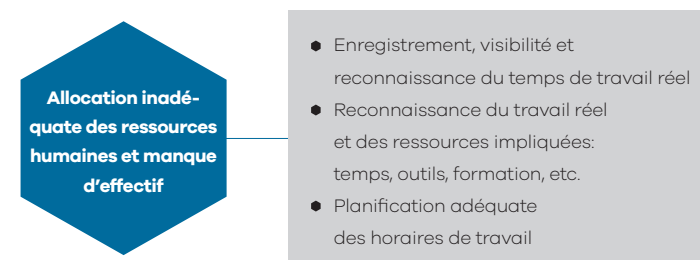 Allocation inadé-
quate des ressources
humaines et manque
d'effectif
Enregistrement, visibilité et
reconnaissance du temps de travail réel
Reconnaissance du travail réel
et des ressources impliquées:
temps, outils, formation, etc.
Planification adéquate
des horaires de travail